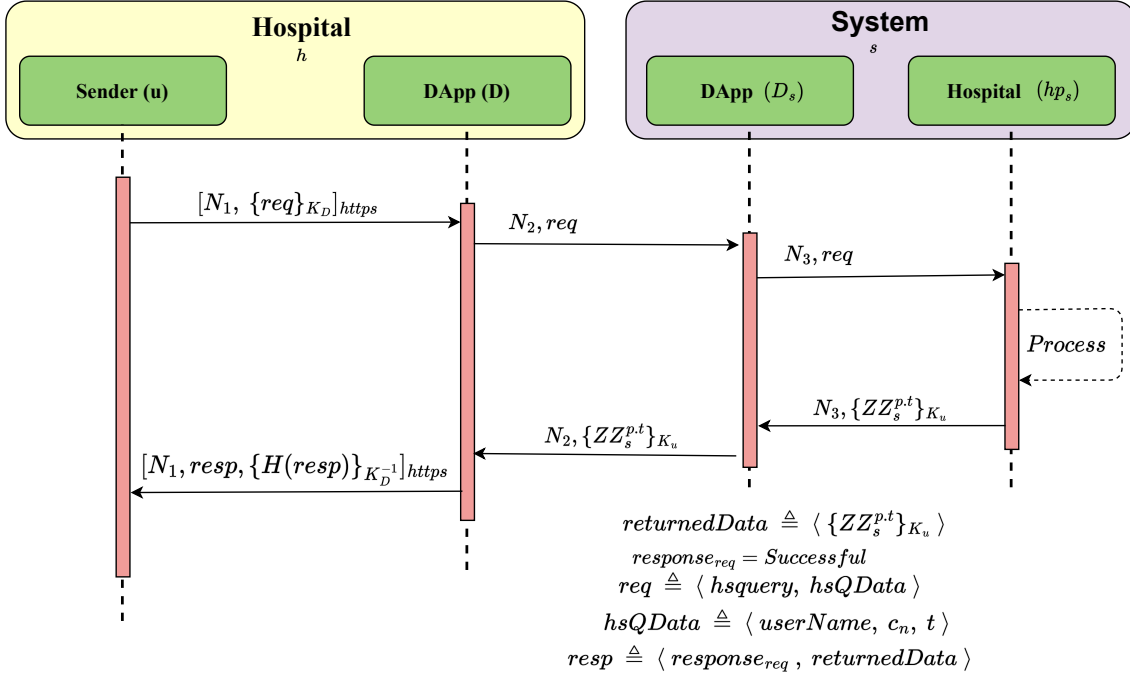 Hospital
h
System
s
Sender (u)
DApp (D)
DApp (D_s)
Hospital (hp_s)
[N_1, {req}_{K_D}]_{https}
N_2, req
N_3, req
Process
N_3, {ZZ_s^{p.t}}_{K_u}
N_2, {ZZ_s^{p.t}}_{K_u}
[N_1, resp, {H(resp)}_{K_D^{-1}}]_{https}
returnedData ≜ ⟨ {ZZ_s^{p.t}}_{K_u} ⟩
response_{req} = Successful
req ≜ ⟨ hsquery, hsQData ⟩
hsQData ≜ ⟨ userName, c_n, t ⟩
resp ≜ ⟨ response_{req} , returnedData ⟩